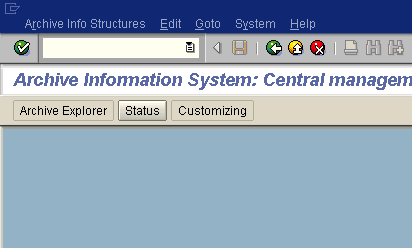 Archive Info Structures Edit Goto System Help
Archive Information System: Central managem
Archive Explorer Status Customizing